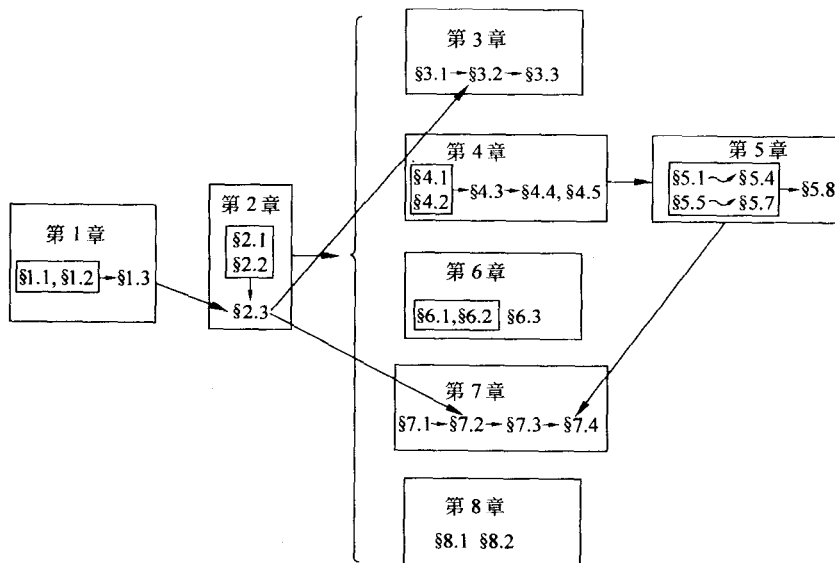 第 1 章
§1.1, §1.2 → §1.3
第 2 章
§2.1
§2.2
§2.3
第 3 章
§3.1 → §3.2 → §3.3
第 4 章
§4.1
§4.2
§4.3 → §4.4, §4.5
第 5 章
§5.1 ～ §5.4
§5.5 ～ §5.7
§5.8
第 6 章
§6.1, §6.2 §6.3
第 7 章
§7.1 → §7.2 → §7.3 → §7.4
第 8 章
§8.1 §8.2